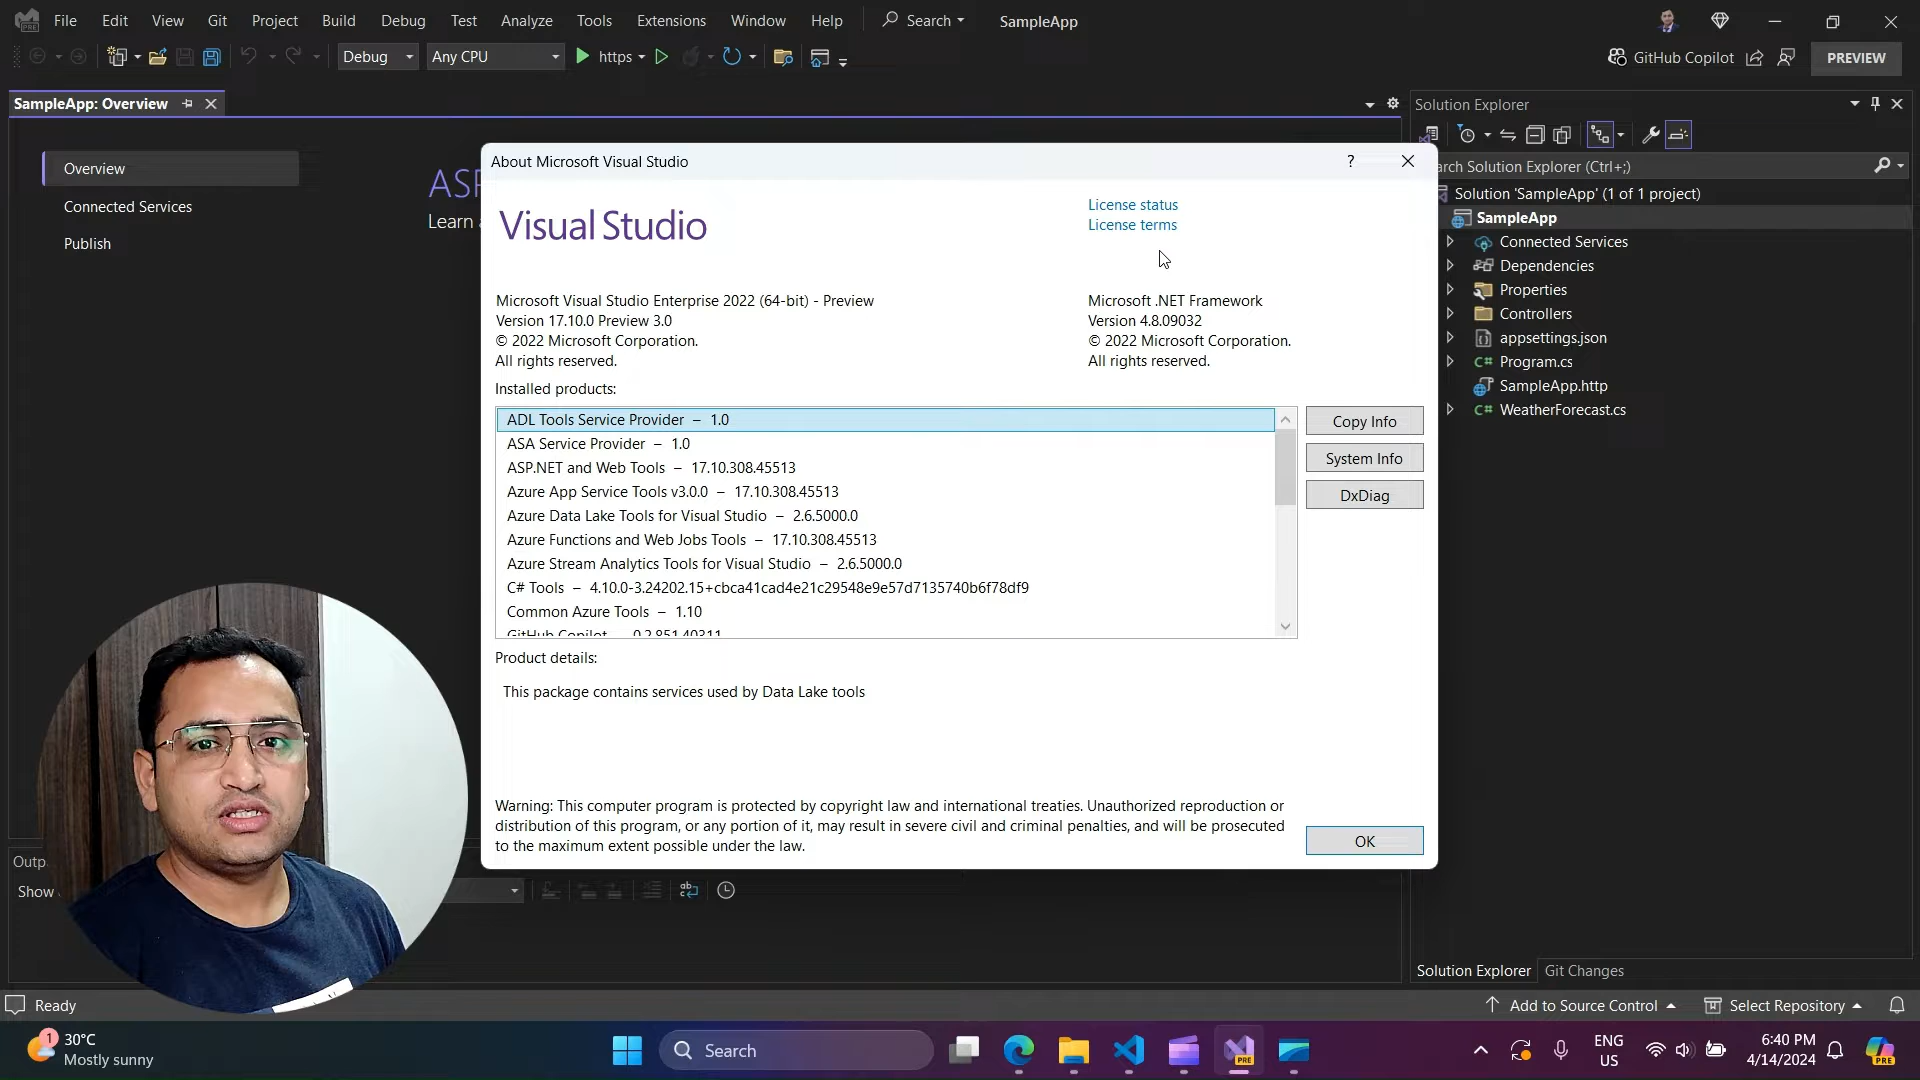 File Edit View Git Project Build Debug Test Analyze Tools Extensions Window Help Search SampleApp
Debug Any CPU https GitHub Copilot PREVIEW
SampleApp: Overview
Solution Explorer
Overview
Connected Services
Publish
ASP
Learn
About Microsoft Visual Studio ?
Visual Studio
License status
License terms
Microsoft Visual Studio Enterprise 2022 (64-bit) - Preview
Version 17.10.0 Preview 3.0
© 2022 Microsoft Corporation.
All rights reserved.
Microsoft .NET Framework
Version 4.8.09032
© 2022 Microsoft Corporation.
All rights reserved.
Installed products:
ADL Tools Service Provider – 1.0
ASA Service Provider – 1.0
ASP.NET and Web Tools – 17.10.308.45513
Azure App Service Tools v3.0.0 – 17.10.308.45513
Azure Data Lake Tools for Visual Studio – 2.6.5000.0
Azure Functions and Web Jobs Tools – 17.10.308.45513
Azure Stream Analytics Tools for Visual Studio – 2.6.5000.0
C# Tools – 4.10.0-3.24202.15+cbca41cad4e21c29548e9e57d7135740b6f78df9
Common Azure Tools – 1.10
GitHub Copilot – 0.2.851.40311
Copy Info
System Info
DxDiag
Product details:
This package contains services used by Data Lake tools
Warning: This computer program is protected by copyright law and international treaties. Unauthorized reproduction or
distribution of this program, or any portion of it, may result in severe civil and criminal penalties, and will be prosecuted
to the maximum extent possible under the law.
OK
arch Solution Explorer (Ctrl+;)
Solution 'SampleApp' (1 of 1 project)
SampleApp
Connected Services
Dependencies
Properties
Controllers
appsettings.json
C# Program.cs
SampleApp.http
C# WeatherForecast.cs
Outp
Show
Solution Explorer Git Changes
Ready
Add to Source Control Select Repository
1 30°C
Mostly sunny
Search
PRE
ENG
US
6:40 PM
4/14/2024
PRE